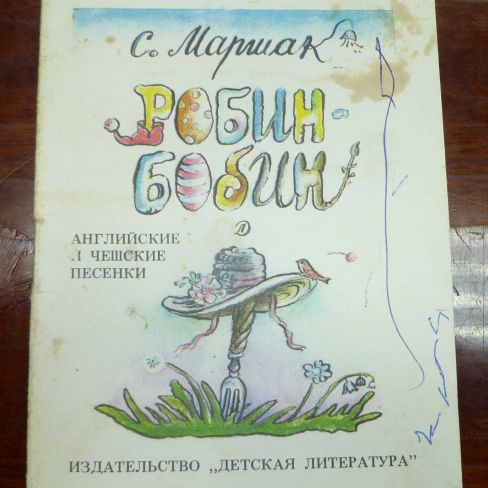 С. Маршак
РОБИН-
БОБИН
АНГЛИЙСКИЕ
И ЧЕШСКИЕ
ПЕСЕНКИ
ИЗДАТЕЛЬСТВО „ДЕТСКАЯ ЛИТЕРАТУРА"